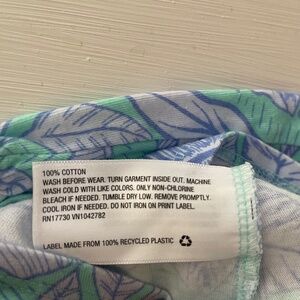 100% COTTON
WASH BEFORE WEAR. TURN GARMENT INSIDE OUT. MACHINE
WASH COLD WITH LIKE COLORS. ONLY NON-CHLORINE
BLEACH IF NEEDED. TUMBLE DRY LOW. REMOVE PROMPTLY.
COOL IRON IF NEEDED. DO NOT IRON ON PRINT LABEL.
RN17730 VN1042782
LABEL MADE FROM 100% RECYCLED PLASTIC